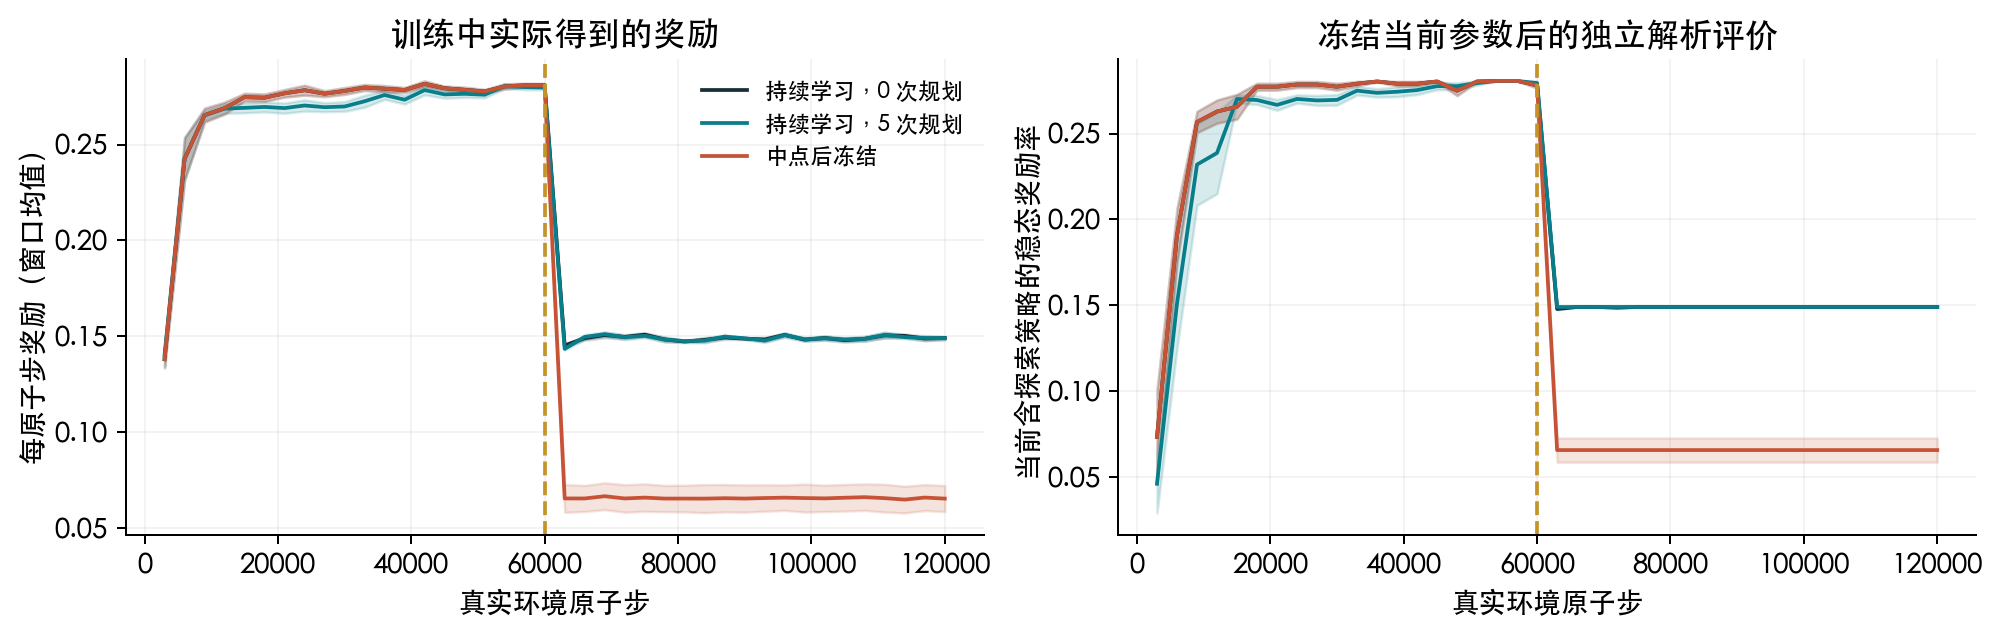 训练中实际得到的奖励
每原子步奖励（窗口均值）
0.25
0.20
0.15
0.10
0.05
持续学习，0 次规划
持续学习，5 次规划
中点后冻结
0 20000 40000 60000 80000 100000 120000
真实环境原子步
冻结当前参数后的独立解析评价
当前含探索策略的稳态奖励率
0.25
0.20
0.15
0.10
0.05
0 20000 40000 60000 80000 100000 120000
真实环境原子步